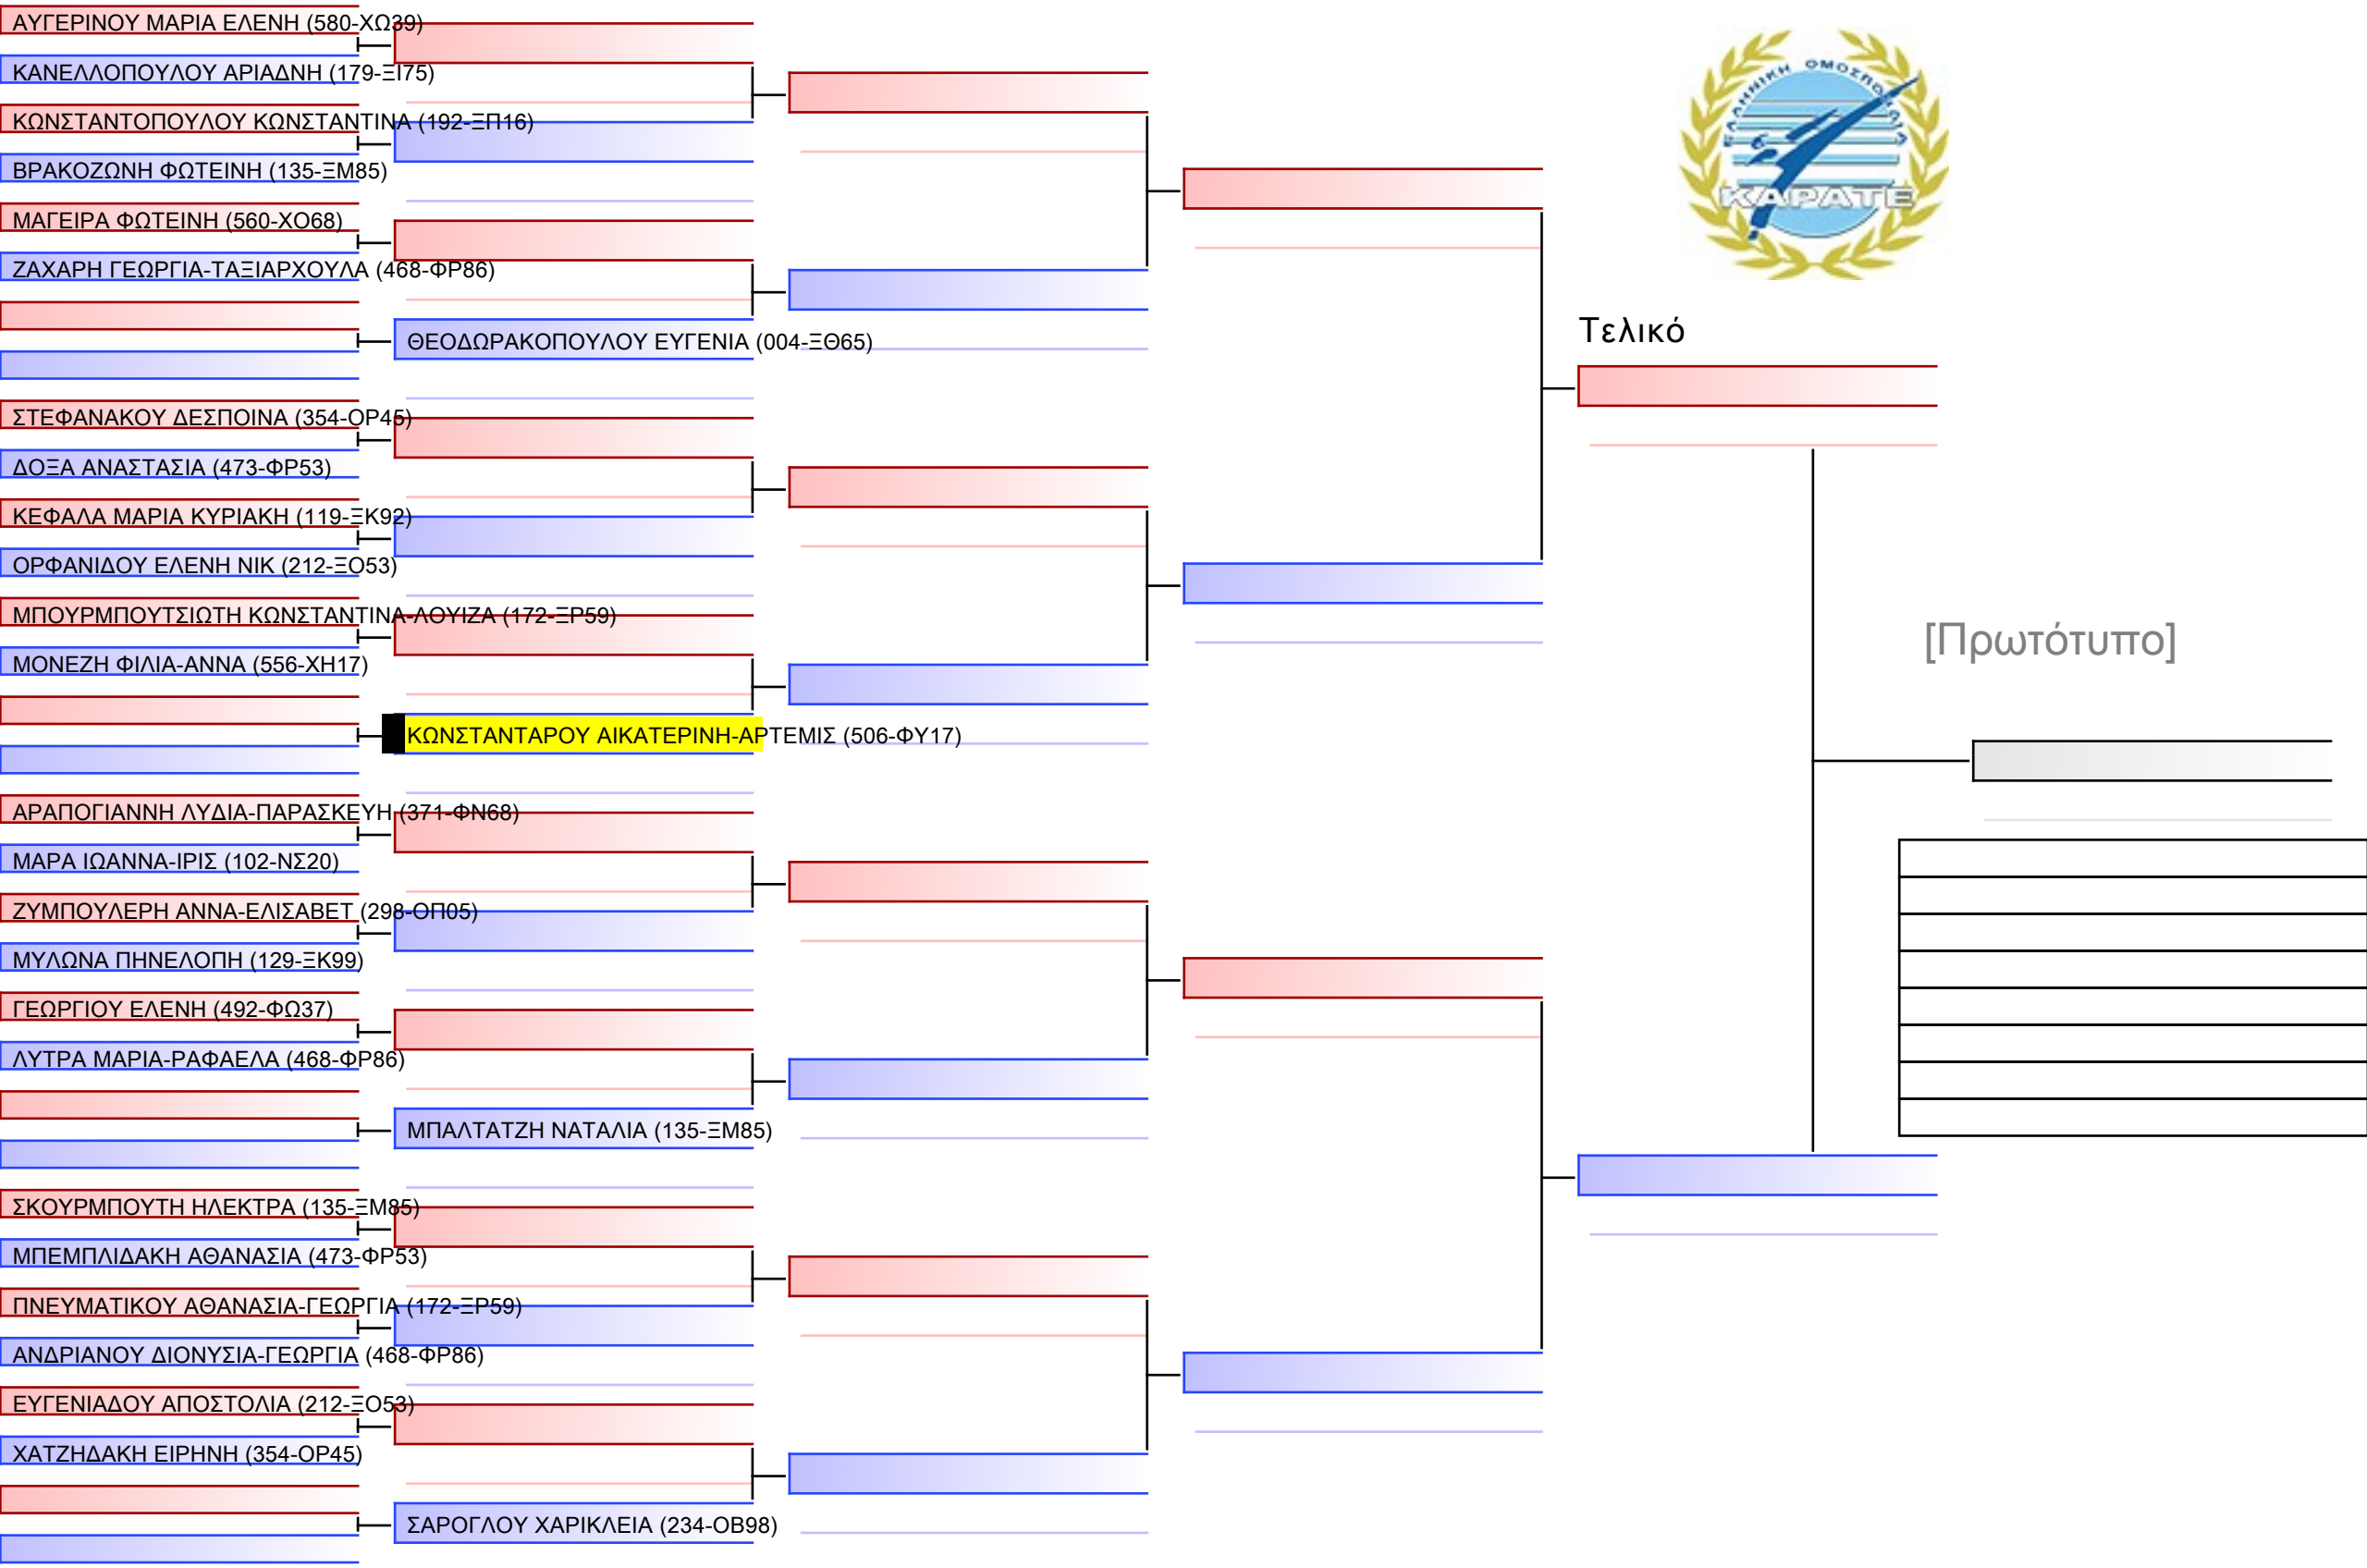 ΑΥΓΕΡΙΝΟΥ ΜΑΡΙΑ ΕΛΕΝΗ (580-ΧΩ39)
ΚΑΝΕΛΛΟΠΟΥΛΟΥ ΑΡΙΑΔΝΗ (179-ΞΙ75)
ΚΩΝΣΤΑΝΤΟΠΟΥΛΟΥ ΚΩΝΣΤΑΝΤΙΝΑ (192-ΞΠ16)
ΒΡΑΚΟΖΩΝΗ ΦΩΤΕΙΝΗ (135-ΞΜ85)
ΜΑΓΕΙΡΑ ΦΩΤΕΙΝΗ (560-ΧΟ68)
ΖΑΧΑΡΗ ΓΕΩΡΓΙΑ-ΤΑΞΙΑΡΧΟΥΛΑ (468-ΦΡ86)
ΘΕΟΔΩΡΑΚΟΠΟΥΛΟΥ ΕΥΓΕΝΙΑ (004-ΞΘ65)
ΣΤΕΦΑΝΑΚΟΥ ΔΕΣΠΟΙΝΑ (354-ΟΡ45)
ΔΟΞΑ ΑΝΑΣΤΑΣΙΑ (473-ΦΡ53)
ΚΕΦΑΛΑ ΜΑΡΙΑ ΚΥΡΙΑΚΗ (119-ΞΚ92)
ΟΡΦΑΝΙΔΟΥ ΕΛΕΝΗ ΝΙΚ (212-ΞΟ53)
ΜΠΟΥΡΜΠΟΥΤΣΙΩΤΗ ΚΩΝΣΤΑΝΤΙΝΑ-ΛΟΥΙΖΑ (172-ΞΡ59)
ΜΟΝΕΖΗ ΦΙΛΙΑ-ΑΝΝΑ (556-ΧΗ17)
ΚΩΝΣΤΑΝΤΑΡΟΥ ΑΙΚΑΤΕΡΙΝΗ-ΑΡΤΕΜΙΣ (506-ΦΥ17)
ΑΡΑΠΟΓΙΑΝΝΗ ΛΥΔΙΑ-ΠΑΡΑΣΚΕΥΗ (371-ΦΝ68)
ΜΑΡΑ ΙΩΑΝΝΑ-ΙΡΙΣ (102-ΝΣ20)
ΖΥΜΠΟΥΛΕΡΗ ΑΝΝΑ-ΕΛΙΣΑΒΕΤ (298-ΟΠ05)
ΜΥΛΩΝΑ ΠΗΝΕΛΟΠΗ (129-ΞΚ99)
ΓΕΩΡΓΙΟΥ ΕΛΕΝΗ (492-ΦΩ37)
ΛΥΤΡΑ ΜΑΡΙΑ-ΡΑΦΑΕΛΑ (468-ΦΡ86)
ΜΠΑΛΤΑΤΖΗ ΝΑΤΑΛΙΑ (135-ΞΜ85)
ΣΚΟΥΡΜΠΟΥΤΗ ΗΛΕΚΤΡΑ (135-ΞΜ85)
ΜΠΕΜΠΛΙΔΑΚΗ ΑΘΑΝΑΣΙΑ (473-ΦΡ53)
ΠΝΕΥΜΑΤΙΚΟΥ ΑΘΑΝΑΣΙΑ-ΓΕΩΡΓΙΑ (172-ΞΡ59)
ΑΝΔΡΙΑΝΟΥ ΔΙΟΝΥΣΙΑ-ΓΕΩΡΓΙΑ (468-ΦΡ86)
ΕΥΓΕΝΙΑΔΟΥ ΑΠΟΣΤΟΛΙΑ (212-ΞΟ53)
ΧΑΤΖΗΔΑΚΗ ΕΙΡΗΝΗ (354-ΟΡ45)
ΣΑΡΟΓΛΟΥ ΧΑΡΙΚΛΕΙΑ (234-ΟΒ98)
ΕΛΛΗΝΙΚΗ ΟΜΟΣΠΟΝΔΙΑ
ΚΑΡΑΤΕ
Τελικό
[Πρωτότυπο]